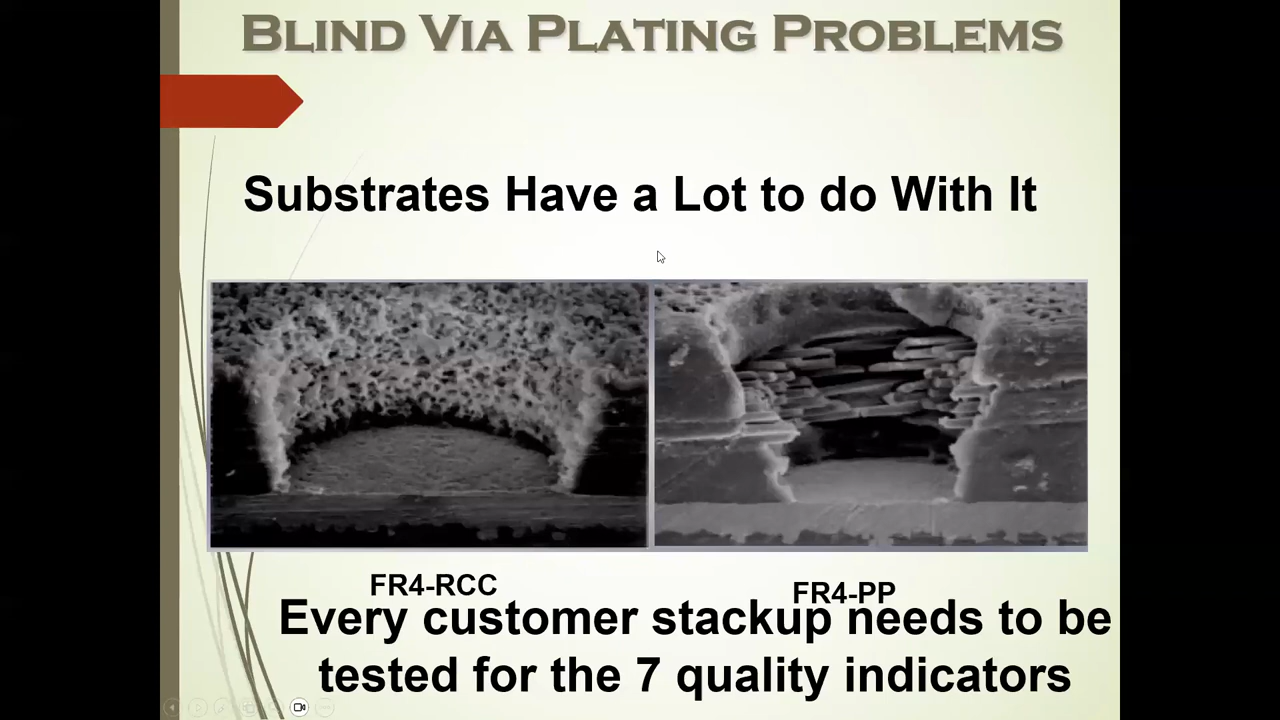 Blind Via Plating Problems
Substrates Have a Lot to do With It
FR4-RCC
FR4-PP
Every customer stackup needs to be
tested for the 7 quality indicators